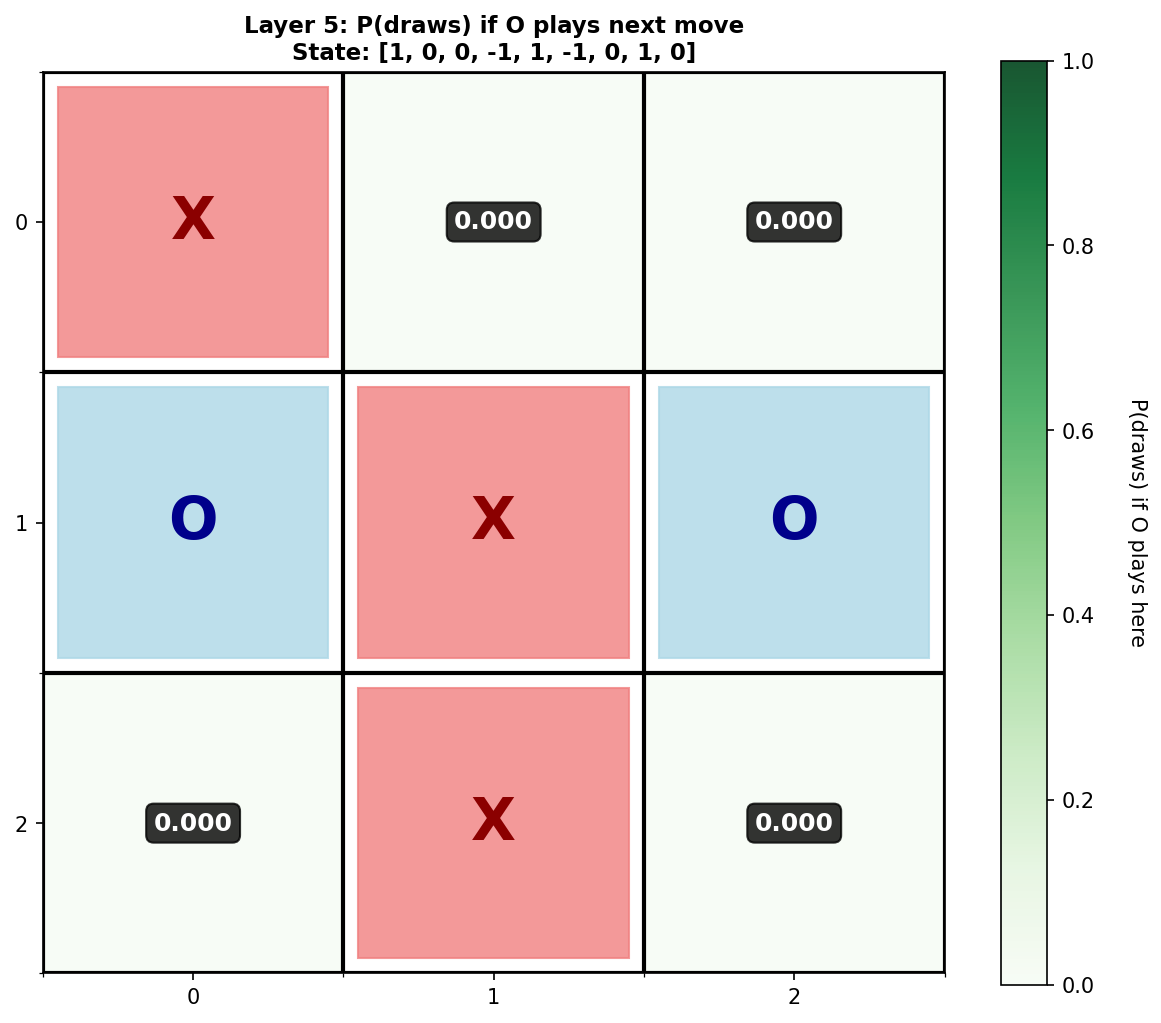 Layer 5: P(draws) if O plays next move
State: [1, 0, 0, -1, 1, -1, 0, 1, 0]
X
0.000
0.000
O
X
O
0.000
X
0.000
0
1
2
0
1
2
1.0
0.8
0.6
0.4
0.2
0.0
P(draws) if O plays here